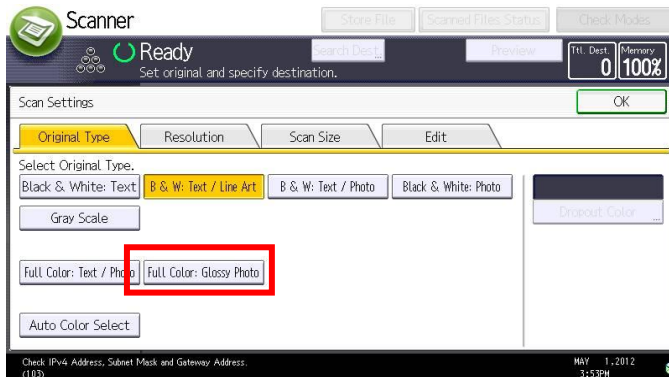 Scanner
Store File Scanned Files Status Check Modes
Ready
Search Dest. Preview Ttl. Dest. Memory
Set original and specify destination. 0 100%
Scan Settings OK
Original Type Resolution Scan Size Edit
Select Original Type.
Black & White: Text B & W: Text / Line Art B & W: Text / Photo Black & White: Photo
Gray Scale Dropout Color
Full Color: Text / Photo Full Color: Glossy Photo
Auto Color Select
Check IPv4 Address, Subnet Mask and Gateway Address. MAY 1,2012
(103) 3:53PM